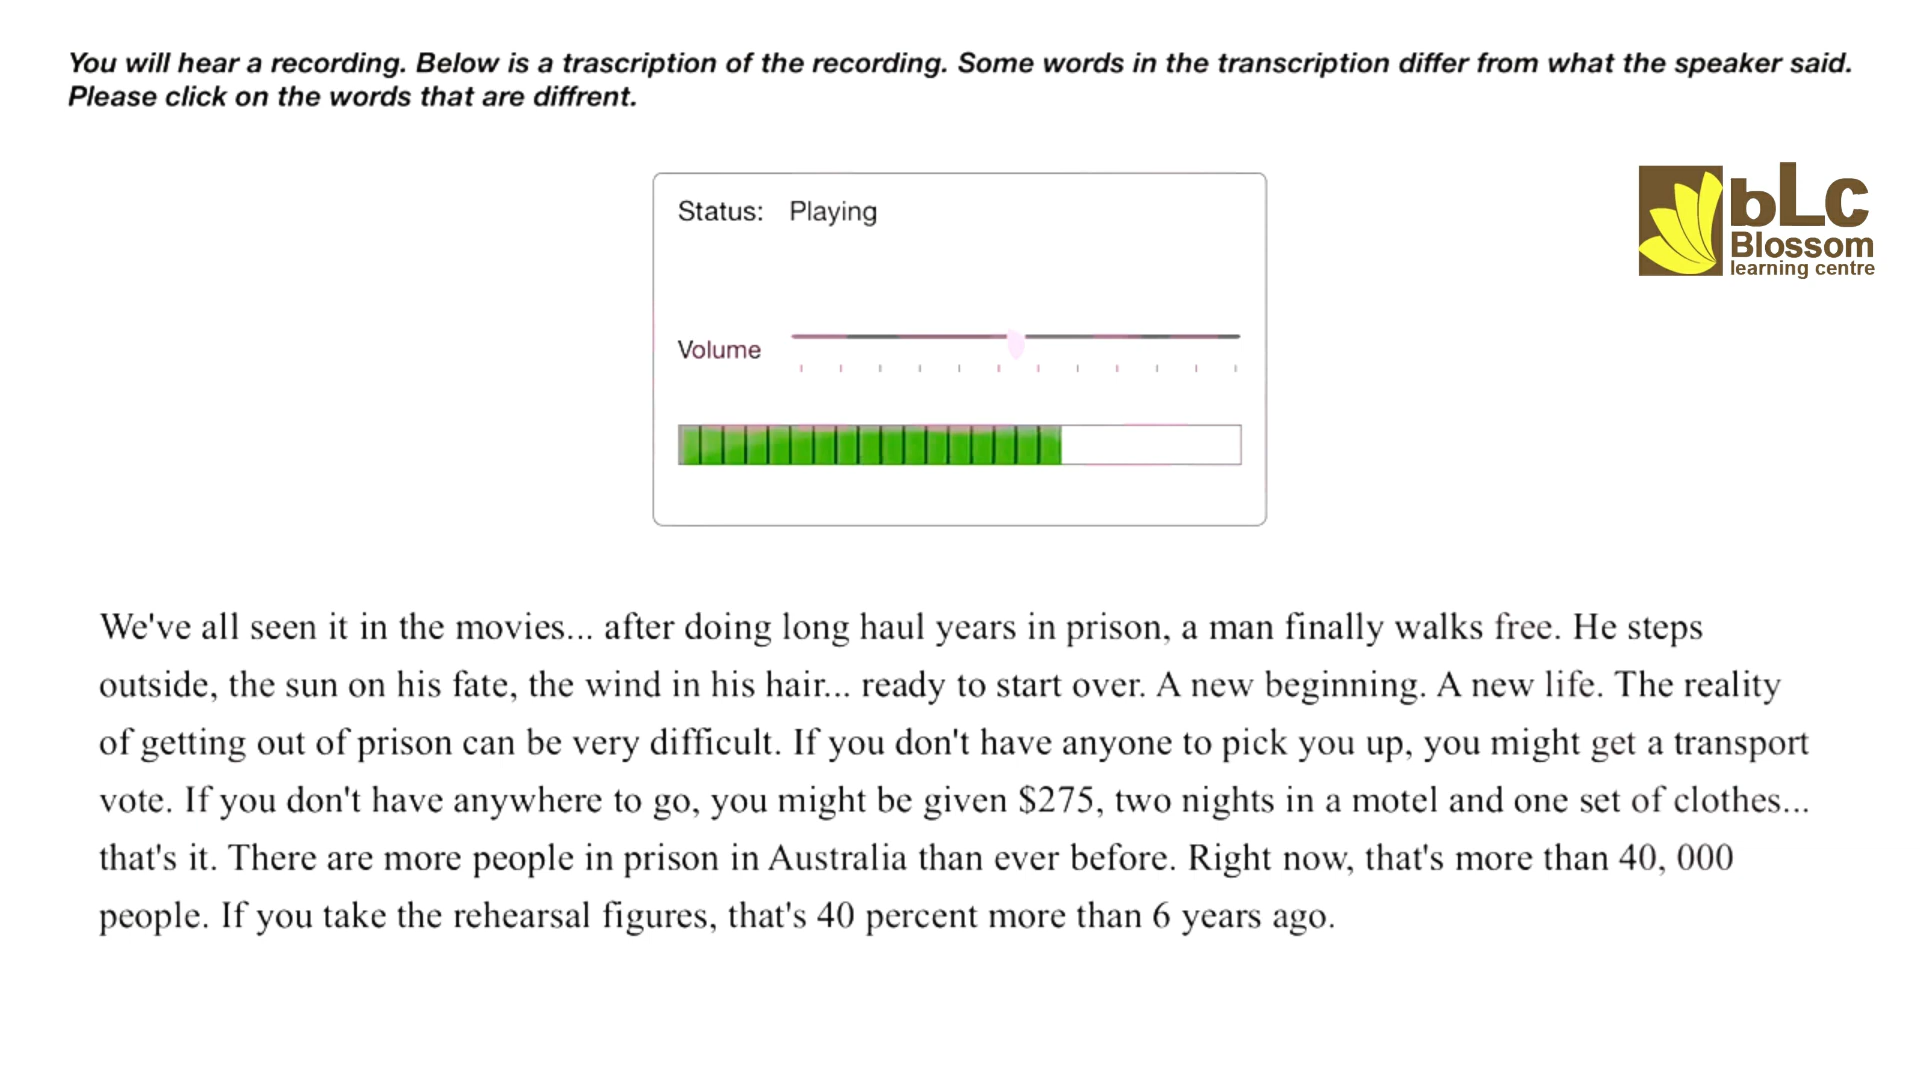 You will hear a recording. Below is a trascription of the recording. Some words in the transcription differ from what the speaker said.
Please click on the words that are diffrent.
Status: Playing
bLc
Blossom
learning centre
Volume
We've all seen it in the movies... after doing long haul years in prison, a man finally walks free. He steps
outside, the sun on his fate, the wind in his hair... ready to start over. A new beginning. A new life. The reality
of getting out of prison can be very difficult. If you don't have anyone to pick you up, you might get a transport
vote. If you don't have anywhere to go, you might be given $275, two nights in a motel and one set of clothes...
that's it. There are more people in prison in Australia than ever before. Right now, that's more than 40, 000
people. If you take the rehearsal figures, that's 40 percent more than 6 years ago.